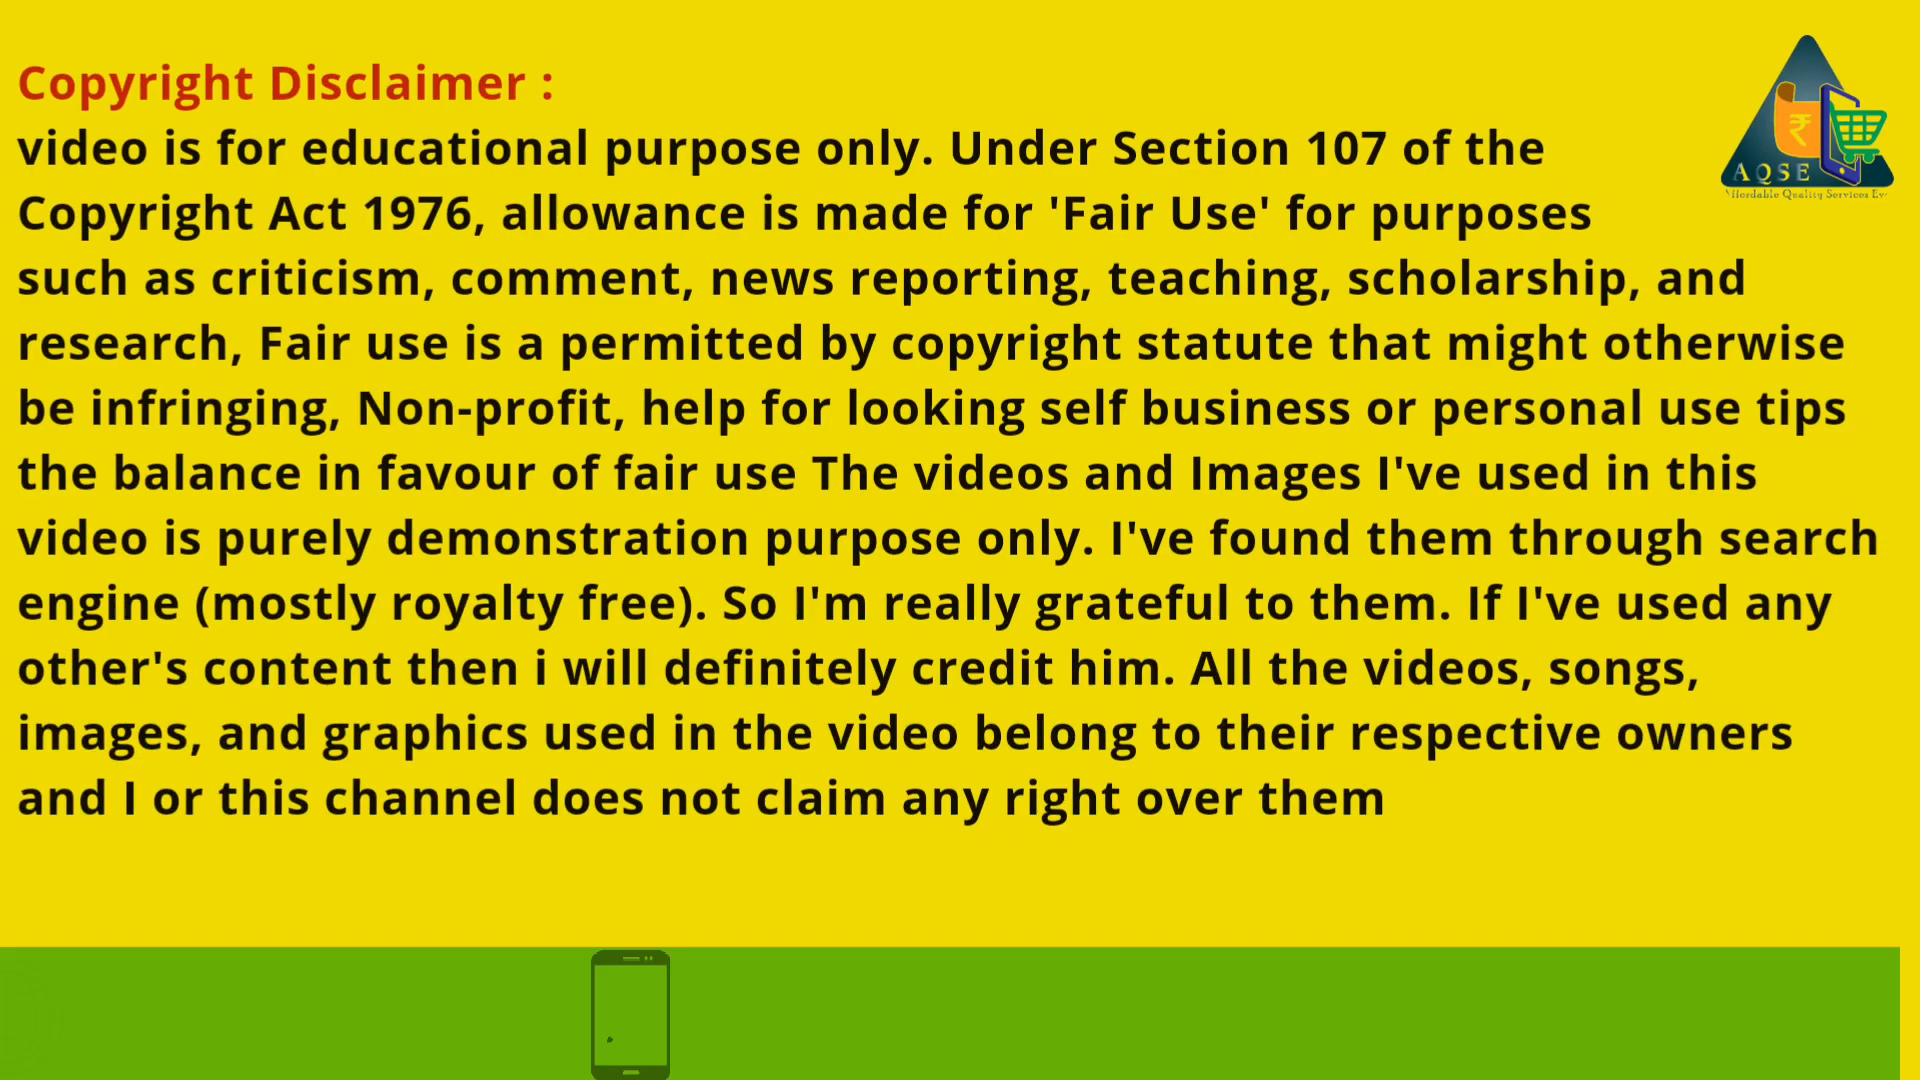 Copyright Disclaimer :
video is for educational purpose only. Under Section 107 of the
Copyright Act 1976, allowance is made for 'Fair Use' for purposes
such as criticism, comment, news reporting, teaching, scholarship, and
research, Fair use is a permitted by copyright statute that might otherwise
be infringing, Non-profit, help for looking self business or personal use tips
the balance in favour of fair use The videos and Images I've used in this
video is purely demonstration purpose only. I've found them through search
engine (mostly royalty free). So I'm really grateful to them. If I've used any
other's content then i will definitely credit him. All the videos, songs,
images, and graphics used in the video belong to their respective owners
and I or this channel does not claim any right over them
₹
AQSE
Affordable Quality Services